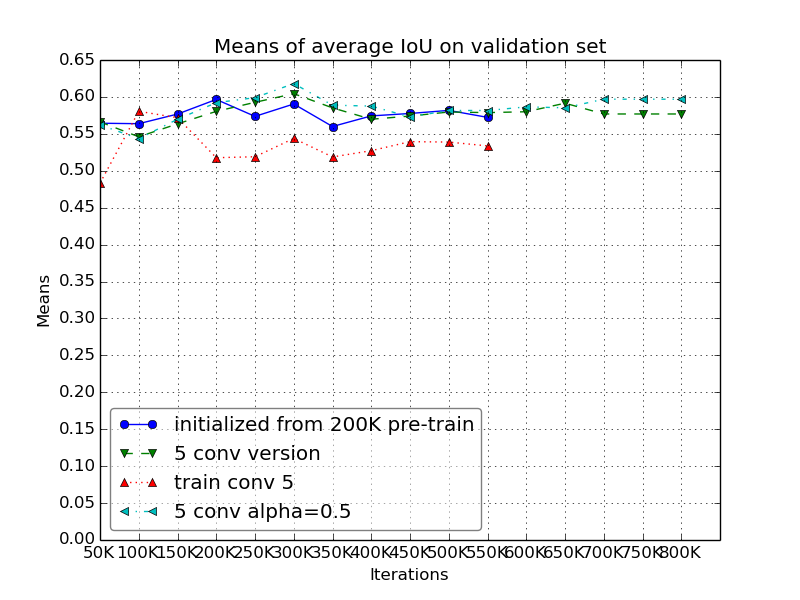 Means of average IoU on validation set
0.65
0.60
0.55
0.50
0.45
0.40
0.35
0.30
0.25
0.20
0.15
0.10
0.05
0.00
Means
initialized from 200K pre-train
5 conv version
train conv 5
5 conv alpha=0.5
50K 100K 150K 200K 250K 300K 350K 400K 450K 500K 550K 600K 650K 700K 750K 800K
Iterations